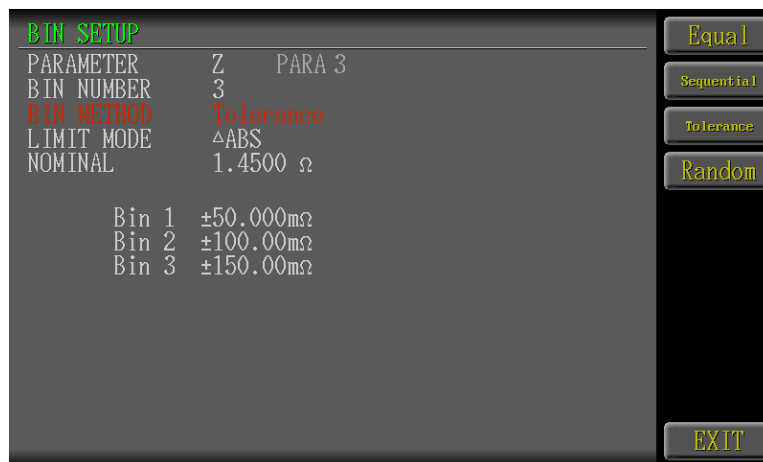 BIN SETUP
PARAMETER Z PARA 3
BIN NUMBER 3
BIN METHOD Tolerance
LIMIT MODE △ABS
NOMINAL 1.4500 Ω
Bin 1 ±50.000mΩ
Bin 2 ±100.00mΩ
Bin 3 ±150.00mΩ
Equal
Sequential
Tolerance
Random
EXIT